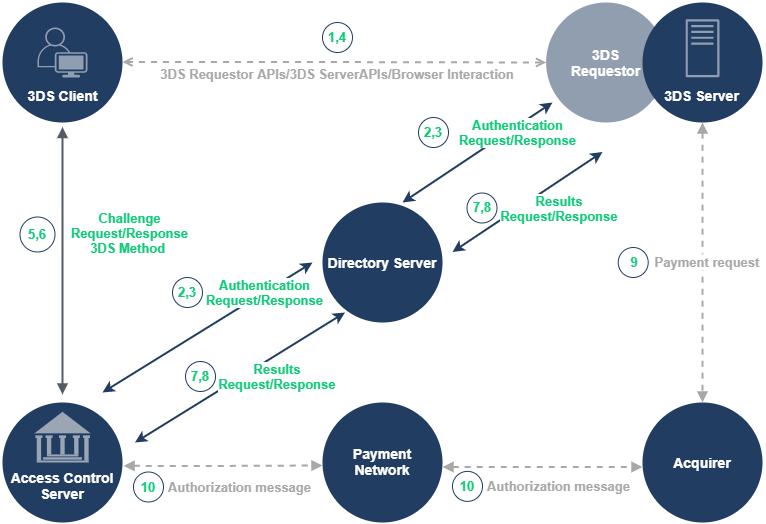 1,4
3DS Client
3DS Requestor APIs/3DS ServerAPIs/Browser Interaction
3DS
Requestor
3DS Server
2,3
Authentication
Request/Response
7,8
Results
Request/Response
5,6
Challenge
Request/Response
3DS Method
Directory Server
9
Payment request
2,3
Authentication
Request/Response
7,8
Results
Request/Response
Access Control
Server
10
Authorization message
Payment
Network
10
Authorization message
Acquirer